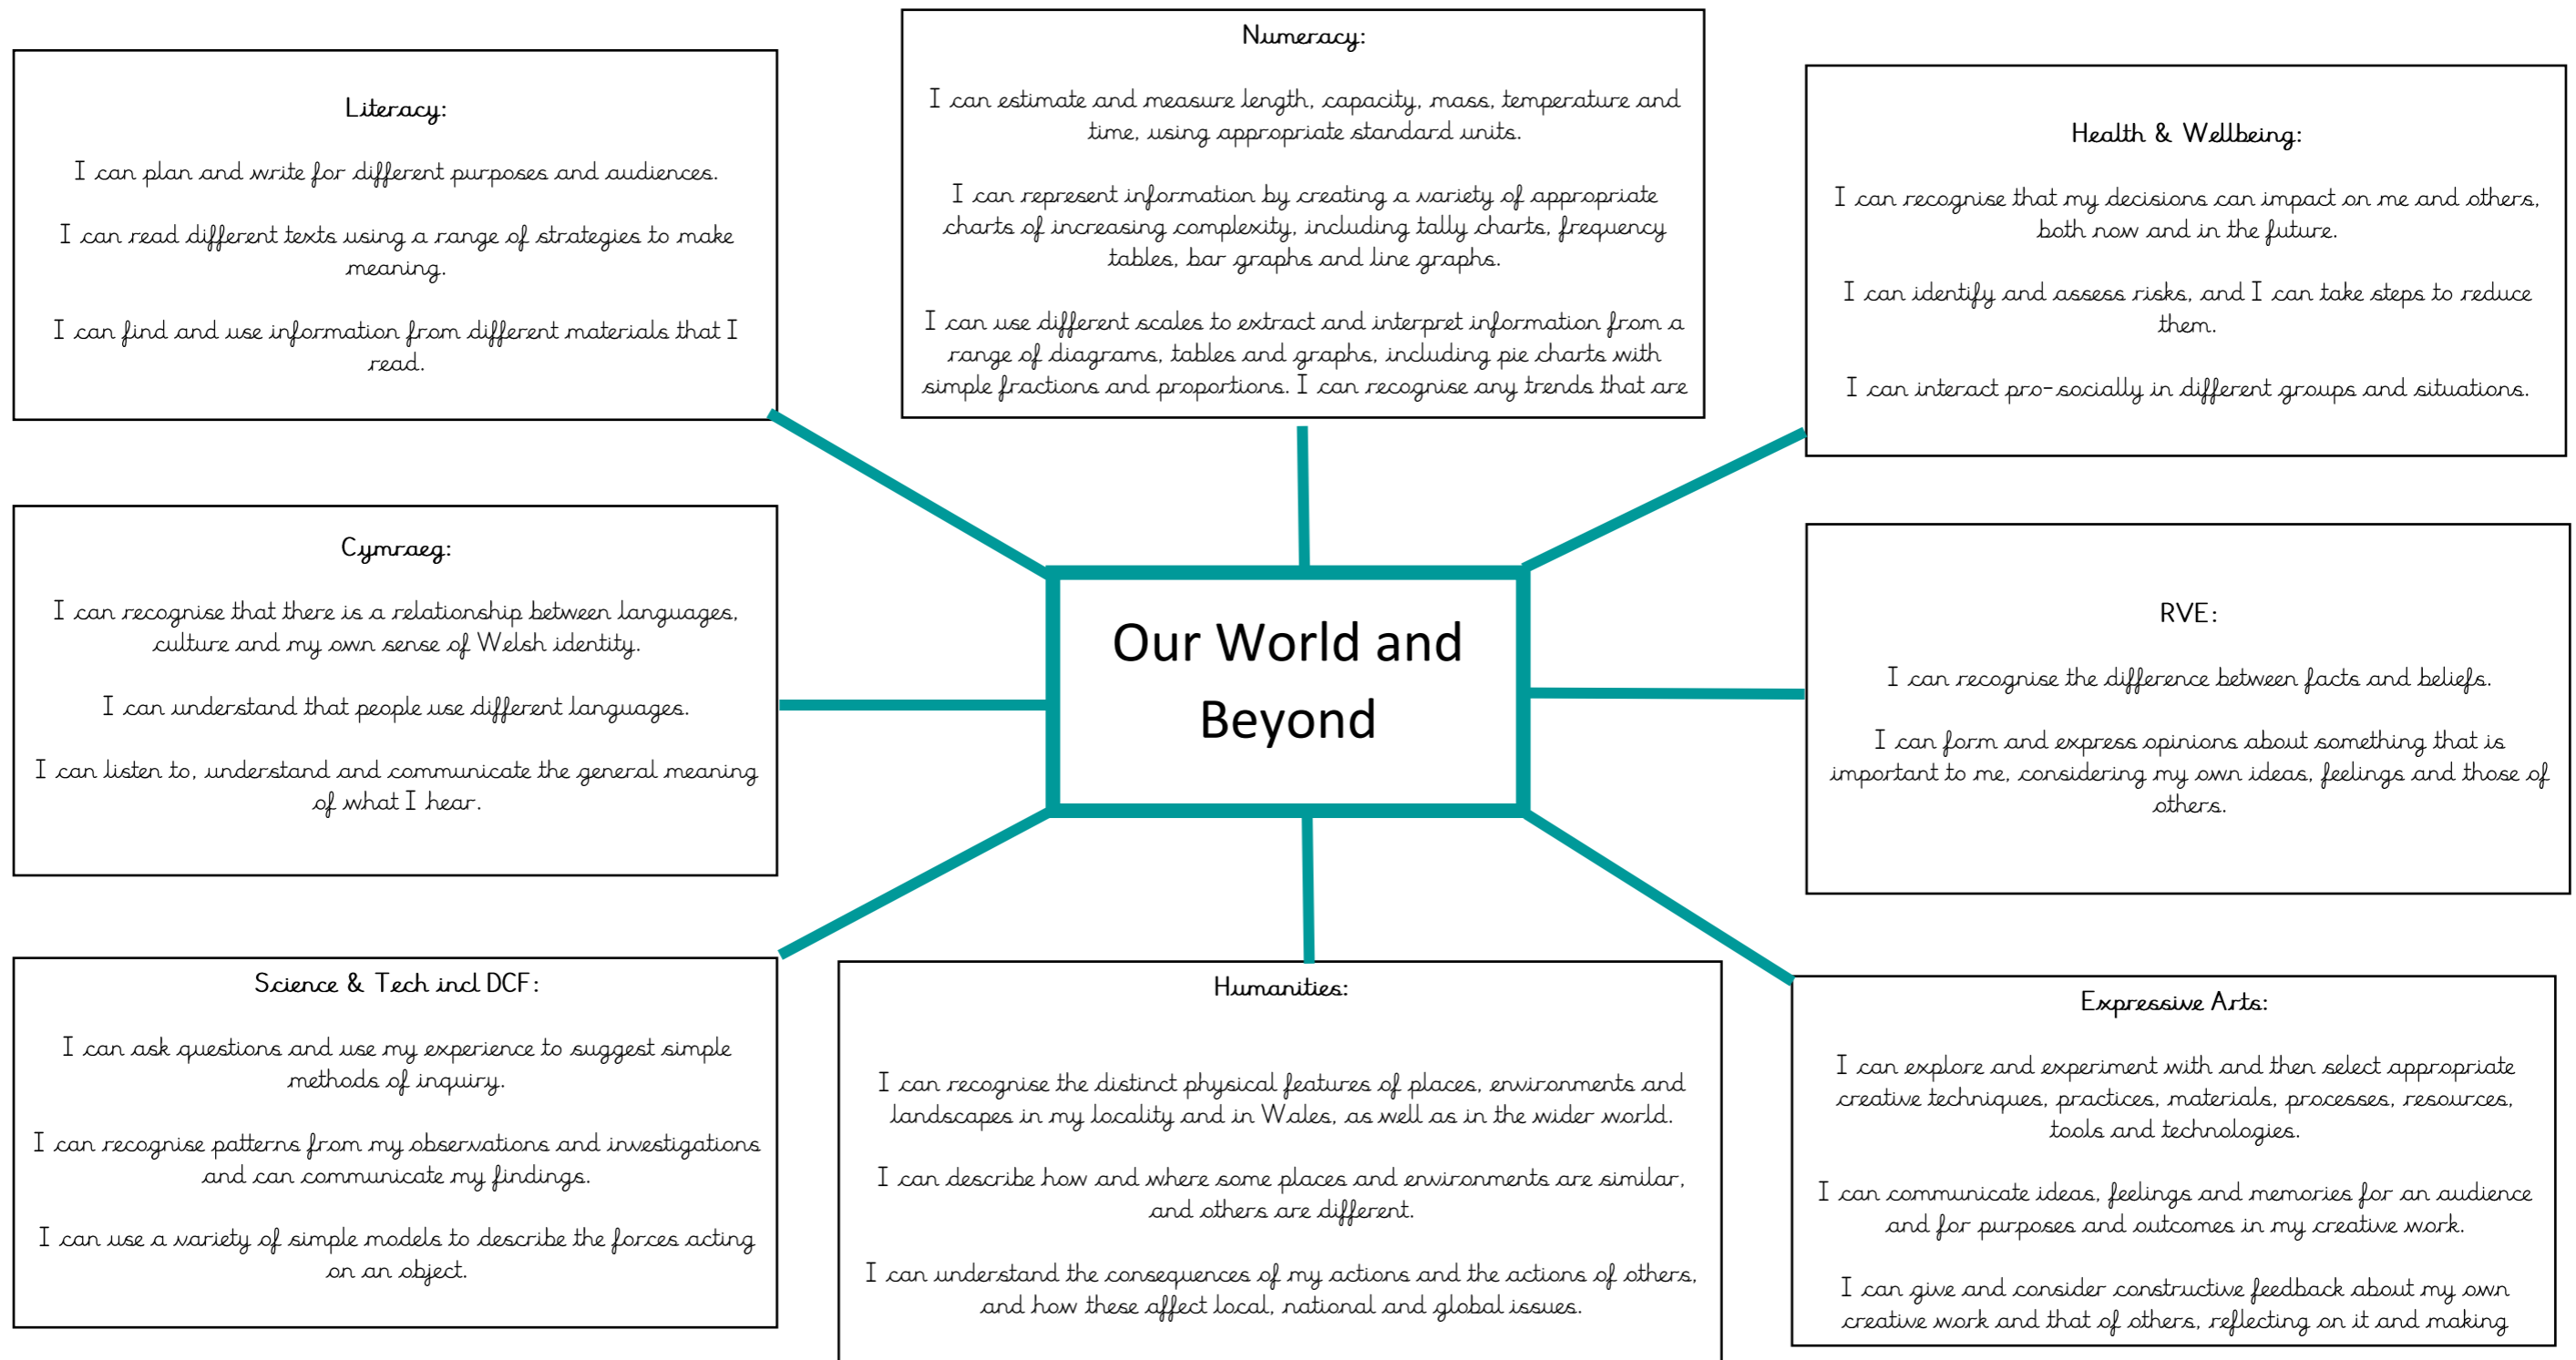 Literacy:
I can plan and write for different purposes and audiences.
I can read different texts using a range of strategies to make
meaning.
I can find and use information from different materials that I
read.
Numeracy:
I can estimate and measure length, capacity, mass, temperature and
time, using appropriate standard units.
I can represent information by creating a variety of appropriate
charts of increasing complexity, including tally charts, frequency
tables, bar graphs and line graphs.
I can use different scales to extract and interpret information from a
range of diagrams, tables and graphs, including pie charts with
simple fractions and proportions. I can recognise any trends that are
Health & Wellbeing:
I can recognise that my decisions can impact on me and others,
both now and in the future.
I can identify and assess risks, and I can take steps to reduce
them.
I can interact pro-socially in different groups and situations.
Cymraeg:
I can recognise that there is a relationship between languages,
culture and my own sense of Welsh identity.
I can understand that people use different languages.
I can listen to, understand and communicate the general meaning
of what I hear.
Our World and
Beyond
RVE:
I can recognise the difference between facts and beliefs.
I can form and express opinions about something that is
important to me, considering my own ideas, feelings and those of
others.
Science & Tech incl DCF:
I can ask questions and use my experience to suggest simple
methods of inquiry.
I can recognise patterns from my observations and investigations
and can communicate my findings.
I can use a variety of simple models to describe the forces acting
on an object.
Humanities:
I can recognise the distinct physical features of places, environments and
landscapes in my locality and in Wales, as well as in the wider world.
I can describe how and where some places and environments are similar,
and others are different.
I can understand the consequences of my actions and the actions of others,
and how these affect local, national and global issues.
Expressive Arts:
I can explore and experiment with and then select appropriate
creative techniques, practices, materials, processes, resources,
tools and technologies.
I can communicate ideas, feelings and memories for an audience
and for purposes and outcomes in my creative work.
I can give and consider constructive feedback about my own
creative work and that of others, reflecting on it and making